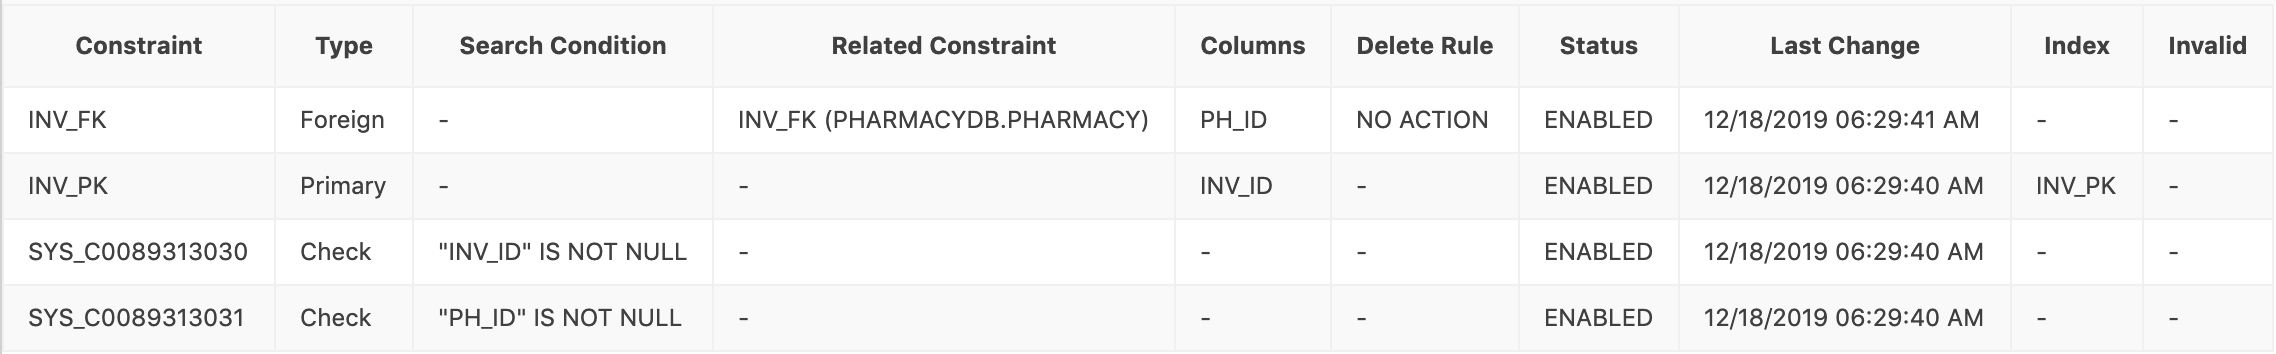 Constraint Type Search Condition Related Constraint Columns Delete Rule Status Last Change Index Invalid
INV_FK Foreign - INV_FK (PHARMACYDB.PHARMACY) PH_ID NO ACTION ENABLED 12/18/2019 06:29:41 AM - -
INV_PK Primary - - INV_ID - ENABLED 12/18/2019 06:29:40 AM INV_PK -
SYS_C0089313030 Check "INV_ID" IS NOT NULL - - - ENABLED 12/18/2019 06:29:40 AM - -
SYS_C0089313031 Check "PH_ID" IS NOT NULL - - - ENABLED 12/18/2019 06:29:40 AM - -